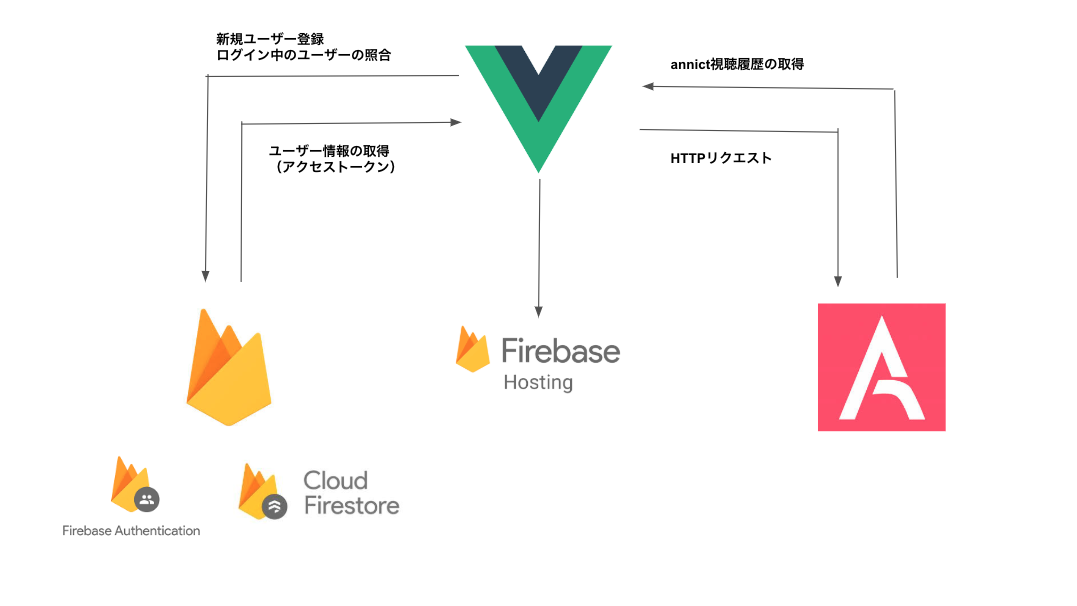 新規ユーザー登録
ログイン中のユーザーの照合
annict視聴履歴の取得
ユーザー情報の取得
（アクセストークン）
HTTPリクエスト
Firebase
Hosting
Cloud
Firestore
Firebase Authentication